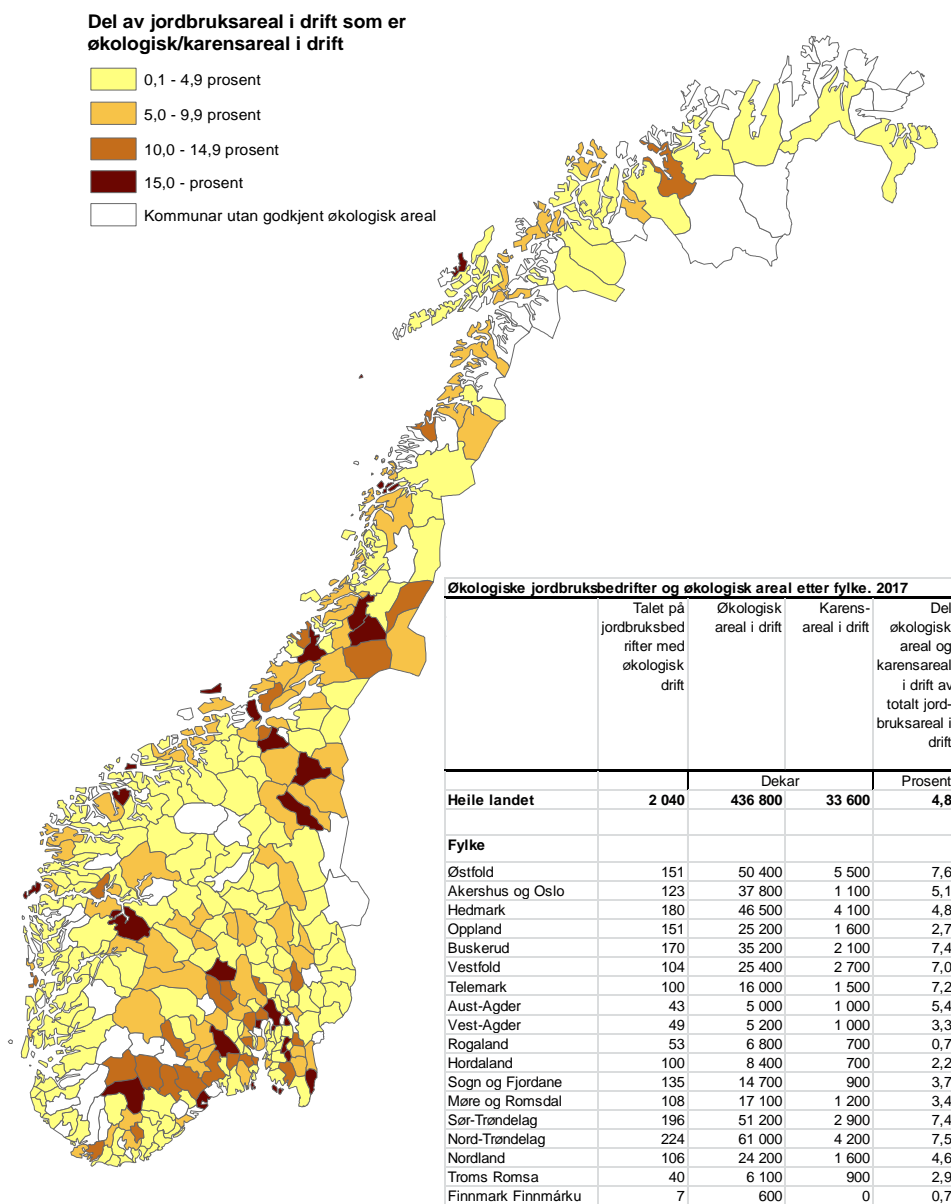 Del av jordbruksareal i drift som er
økologisk/karensareal i drift
0,1 - 4,9 prosent
5,0 - 9,9 prosent
10,0 - 14,9 prosent
15,0 - prosent
Kommunar utan godkjent økologisk areal
Økologiske jordbruksbedrifter og økologisk areal etter fylke. 2017
Talet på Økologisk Karens- Del
jordbruksbed areal i drift areal i drift økologisk
rifter med areal og
økologisk karensareal
drift i drift av
totalt jord-
bruksareal i
drift
Dekar Prosent
Heile landet 2 040 436 800 33 600 4,8
Fylke
Østfold 151 50 400 5 500 7,6
Akershus og Oslo 123 37 800 1 100 5,1
Hedmark 180 46 500 4 100 4,8
Oppland 151 25 200 1 600 2,7
Buskerud 170 35 200 2 100 7,4
Vestfold 104 25 400 2 700 7,0
Telemark 100 16 000 1 500 7,2
Aust-Agder 43 5 000 1 000 5,4
Vest-Agder 49 5 200 1 000 3,3
Rogaland 53 6 800 700 0,7
Hordaland 100 8 400 700 2,2
Sogn og Fjordane 135 14 700 900 3,7
Møre og Romsdal 108 17 100 1 200 3,4
Sør-Trøndelag 196 51 200 2 900 7,4
Nord-Trøndelag 224 61 000 4 200 7,5
Nordland 106 24 200 1 600 4,6
Troms Romsa 40 6 100 900 2,9
Finnmark Finnmárku 7 600 0 0,7